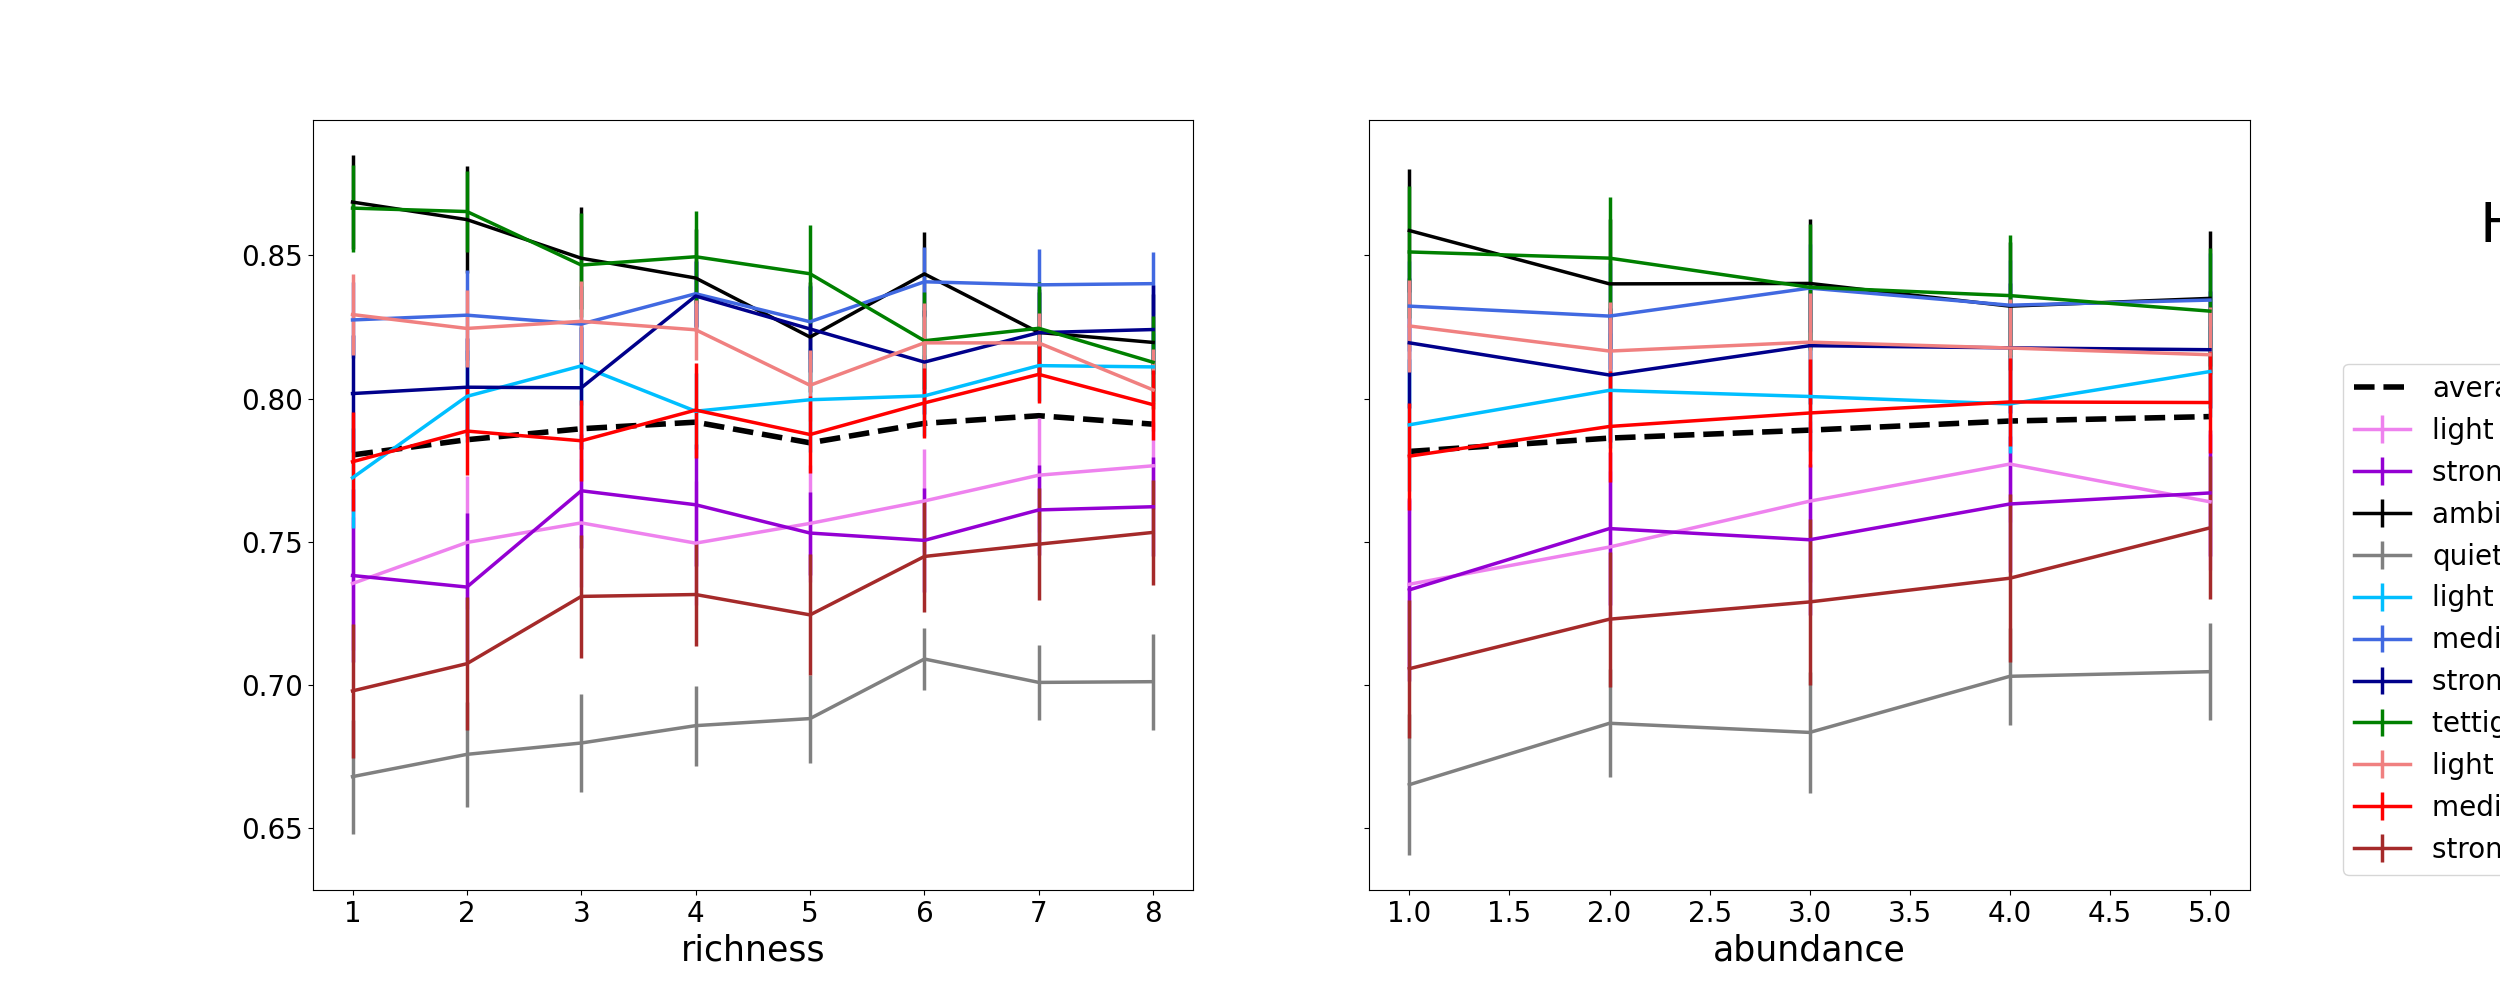 H
0.85
0.80
0.75
0.70
0.65
1 2 3 4 5 6 7 8
richness
1.0 1.5 2.0 2.5 3.0 3.5 4.0 4.5 5.0
abundance
avera
light
stron
ambi
quiet
light
medi
stron
tettig
light
medi
stron